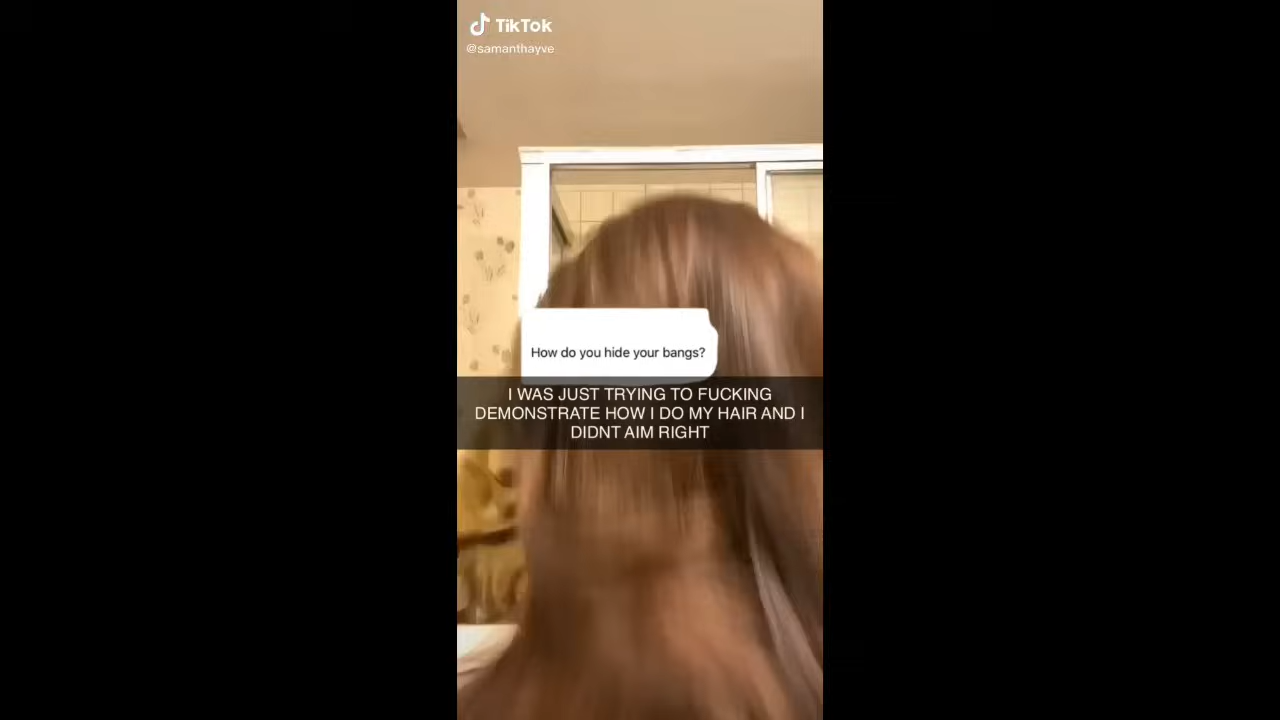 TikTok
@samanthayve
How do you hide your bangs?
I WAS JUST TRYING TO FUCKING
DEMONSTRATE HOW I DO MY HAIR AND I
DIDNT AIM RIGHT